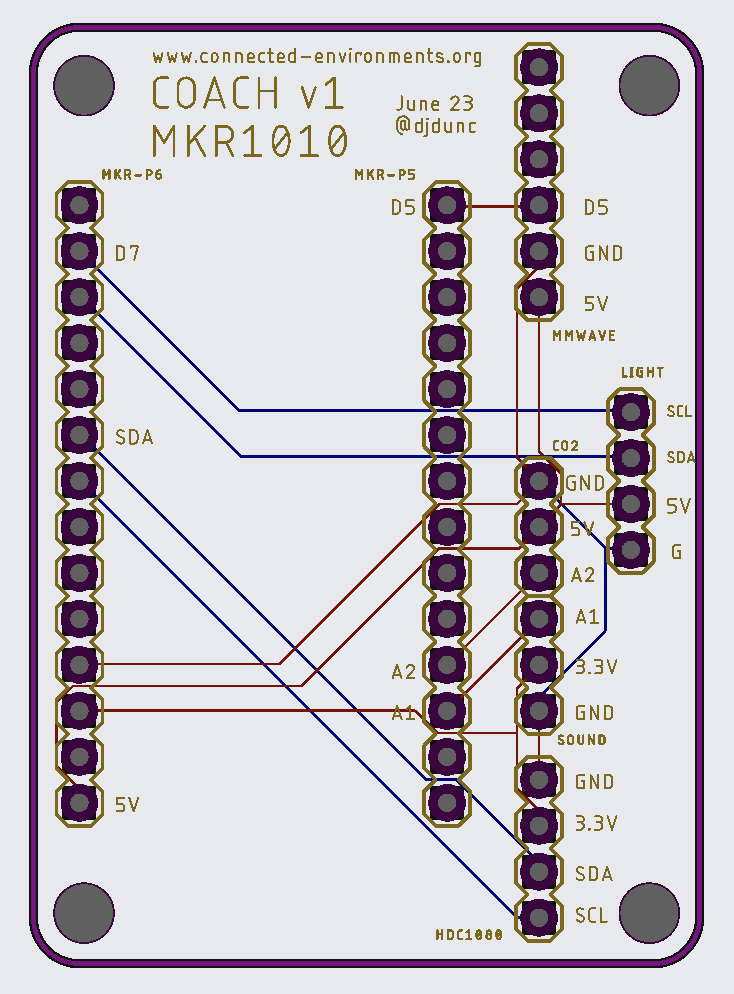 www.connected-environments.org
COACH v1
MKR1010
June 23
@djdunc
MKR-P6
MKR-P5
D5
D5
D7
GND
5V
MMWAVE
LIGHT
SCL
SDA
CO2
SDA
GND
5V
5V
G
A2
A1
A2
3.3V
A1
GND
SOUND
GND
5V
3.3V
SDA
SCL
HDC1080